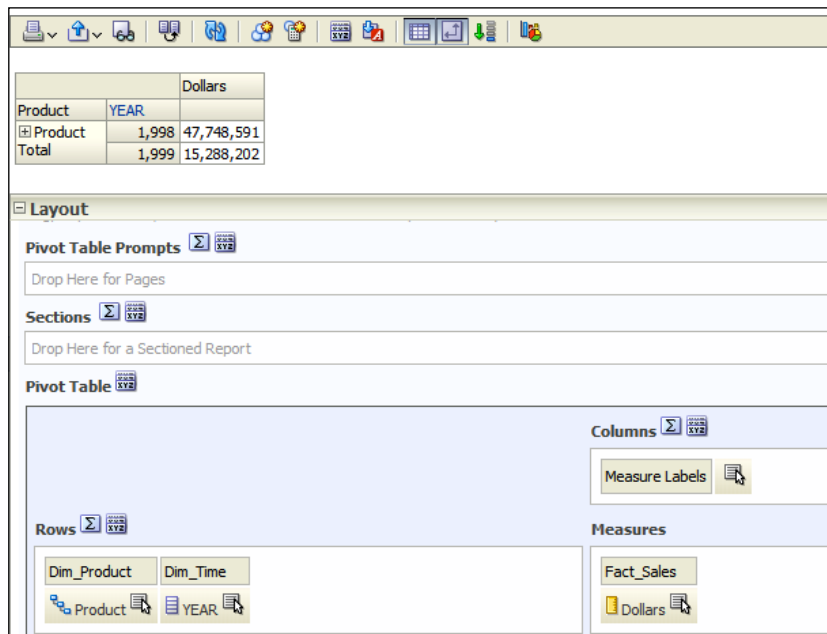 Dollars
Product YEAR
Product Total 1,998 47,748,591
1,999 15,288,202
Layout
Pivot Table Prompts
Drop Here for Pages
Sections
Drop Here for a Sectioned Report
Pivot Table
Columns
Measure Labels
Rows
Measures
Dim_Product Dim_Time
Fact_Sales
Product YEAR
Dollars